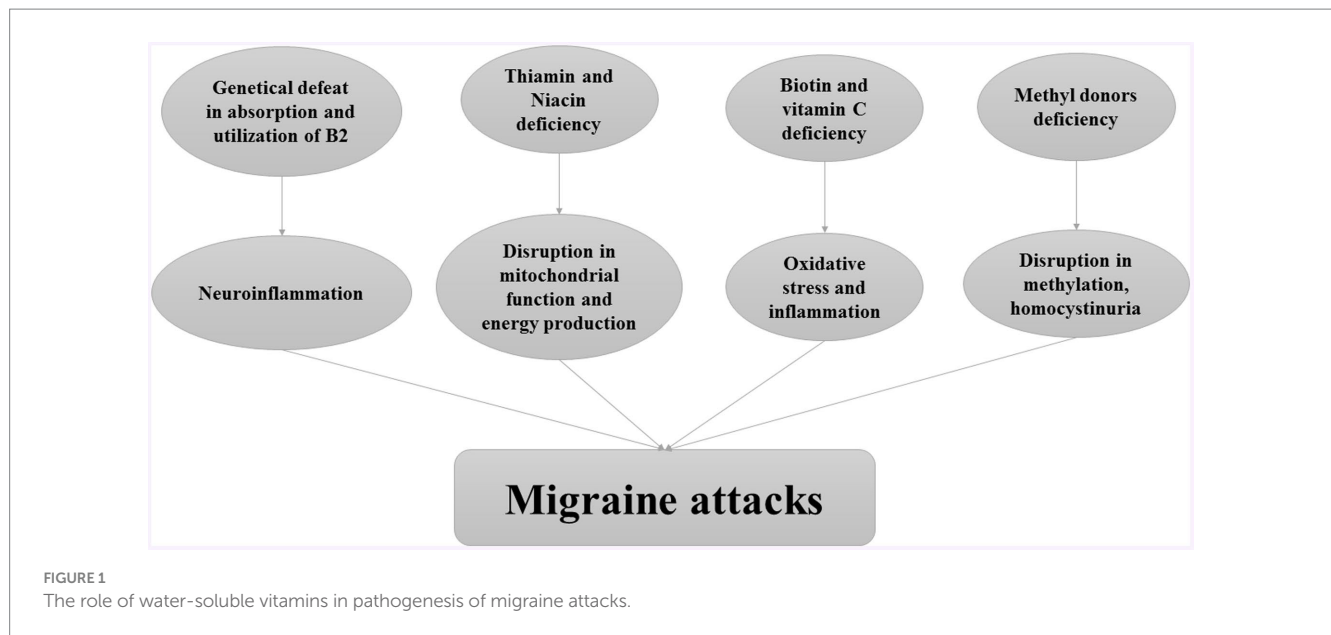 Genetical defeat
in absorption and
utilization of B2
Thiamin and
Niacin
deficiency
Biotin and
vitamin C
deficiency
Methyl donors
deficiency
Neuroinflammation
Disruption in
mitochondrial
function and
energy production
Oxidative
stress and
inflammation
Disruption in
methylation,
homocystinuria
Migraine attacks
FIGURE 1
The role of water-soluble vitamins in pathogenesis of migraine attacks.